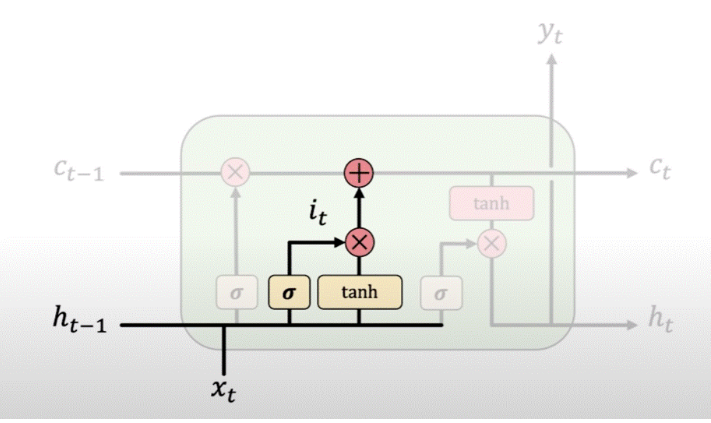 y_t
c_{t-1} × + c_t
tanh
i_t × ×
σ σ tanh σ
h_{t-1} h_t
x_t